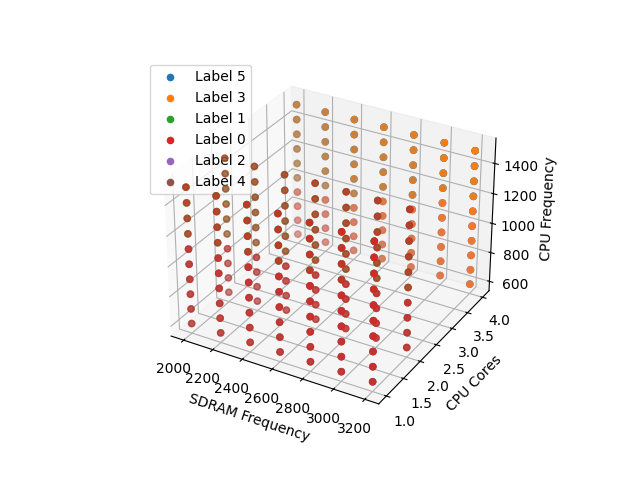 Label 5
Label 3
Label 1
Label 0
Label 2
Label 4
1400
1200
1000
800
600
CPU Frequency
4.0
3.5
3.0
2.5
2.0
1.5
1.0
CPU Cores
2000
2200
2400
2600
2800
3000
3200
SDRAM Frequency